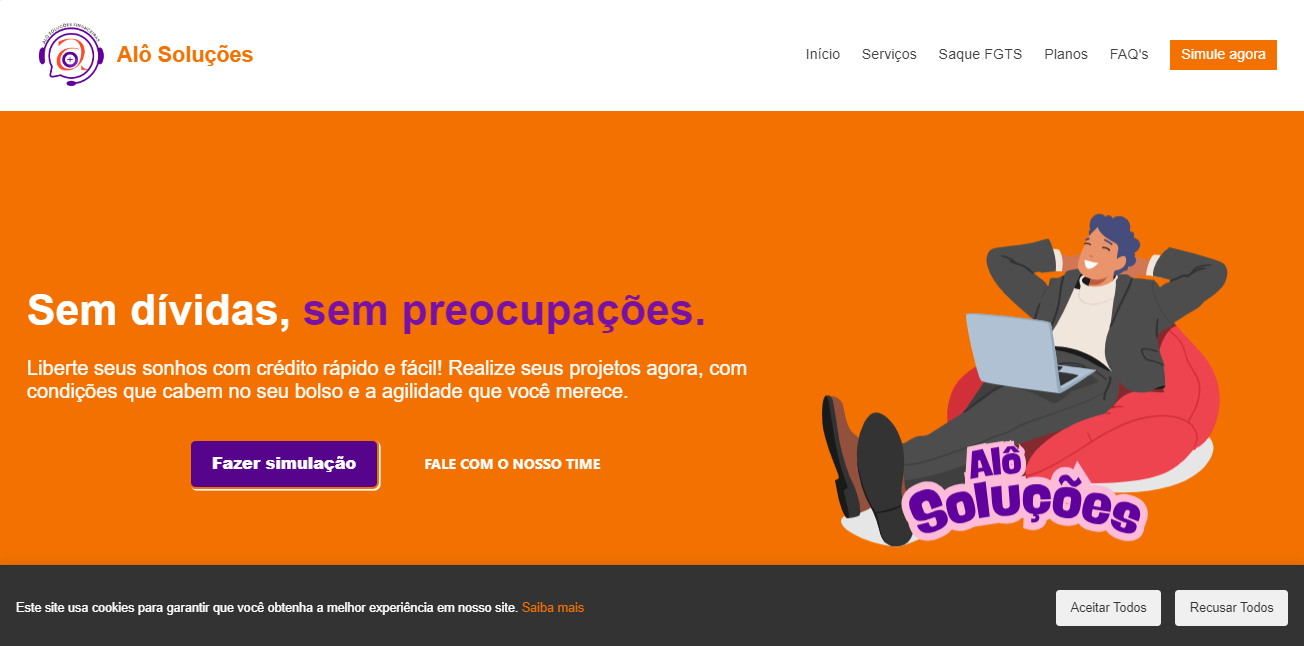 ALÔ SOLUÇÕES FINANCEIRAS
Alô Soluções
Início
Serviços
Saque FGTS
Planos
FAQ's
Simule agora
Sem dívidas, sem preocupações.
Liberte seus sonhos com crédito rápido e fácil! Realize seus projetos agora, com
condições que cabem no seu bolso e a agilidade que você merece.
Fazer simulação
FALE COM O NOSSO TIME
Alô
Soluções
Este site usa cookies para garantir que você obtenha a melhor experiência em nosso site. Saiba mais
Aceitar Todos
Recusar Todos